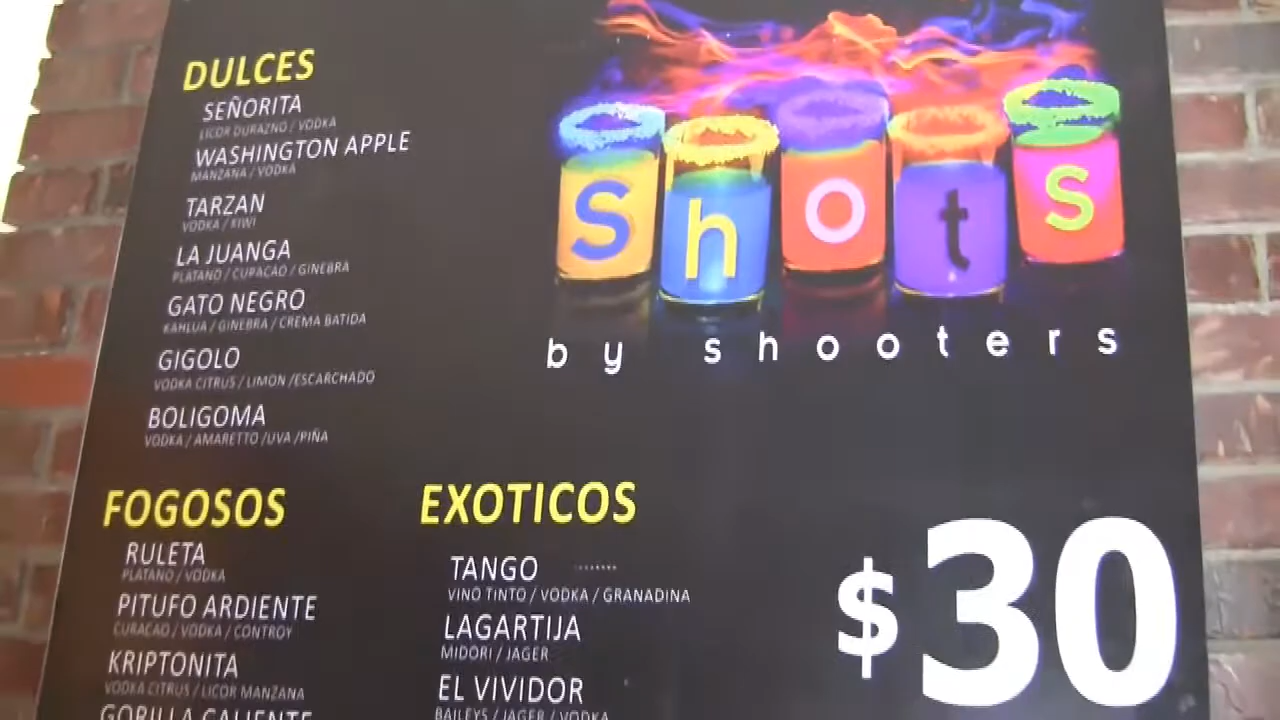 DULCES
SEÑORITA
LICOR DURAZNO / VODKA
WASHINGTON APPLE
MANZANA / VODKA
TARZAN
VODKA / KIWI
LA JUANGA
PLATANO / CUPACAO / GINEBRA
GATO NEGRO
KAHLUA / GINEBRA / CREMA BATIDA
GIGOLO
VODKA CITRUS / LIMON /ESCARCHADO
BOLIGOMA
VODKA / AMARETTO /UVA /PIÑA
shots
by shooters
FOGOSOS
RULETA
PLATANO / VODKA
PITUFO ARDIENTE
CURACAO / VODKA / CONTROY
KRIPTONITA
VODKA CITRUS / LICOR MANZANA
GORILLA CALIENTE
EXOTICOS
TANGO
VINO TINTO / VODKA / GRANADINA
LAGARTIJA
MIDORI / JAGER
EL VIVIDOR
BAILEYS / JAGER / VODKA
$30